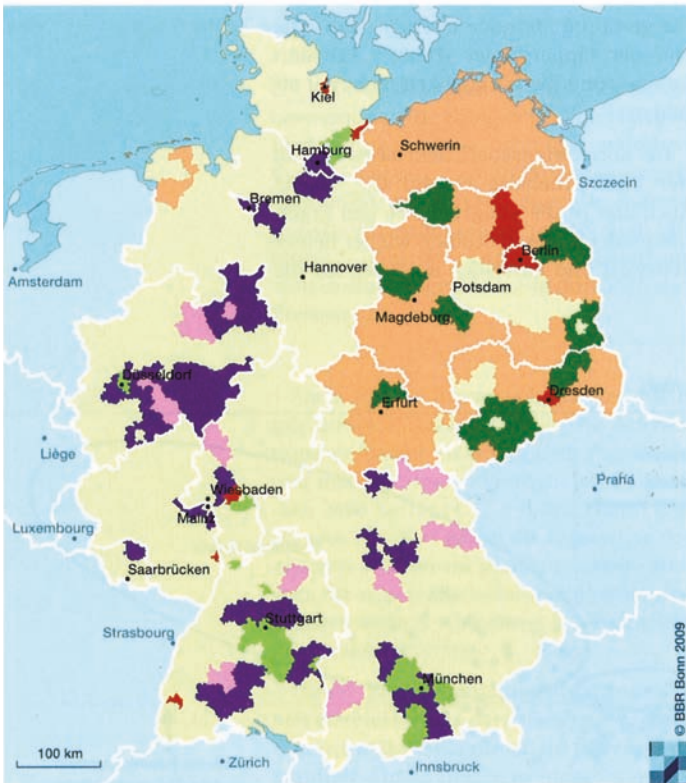 Kiel
Schwerin
Hamburg
Szczecin
Bremen
Berlin
Amsterdam
Hannover
Potsdam
Magdeburg
Düsseldorf
Dresden
Erfurt
Liège
Wiesbaden
Praha
Mainz
Luxembourg
Saarbrücken
Stuttgart
Strasbourg
München
© BBR Bonn 2009
100 km
Zürich
Innsbruck